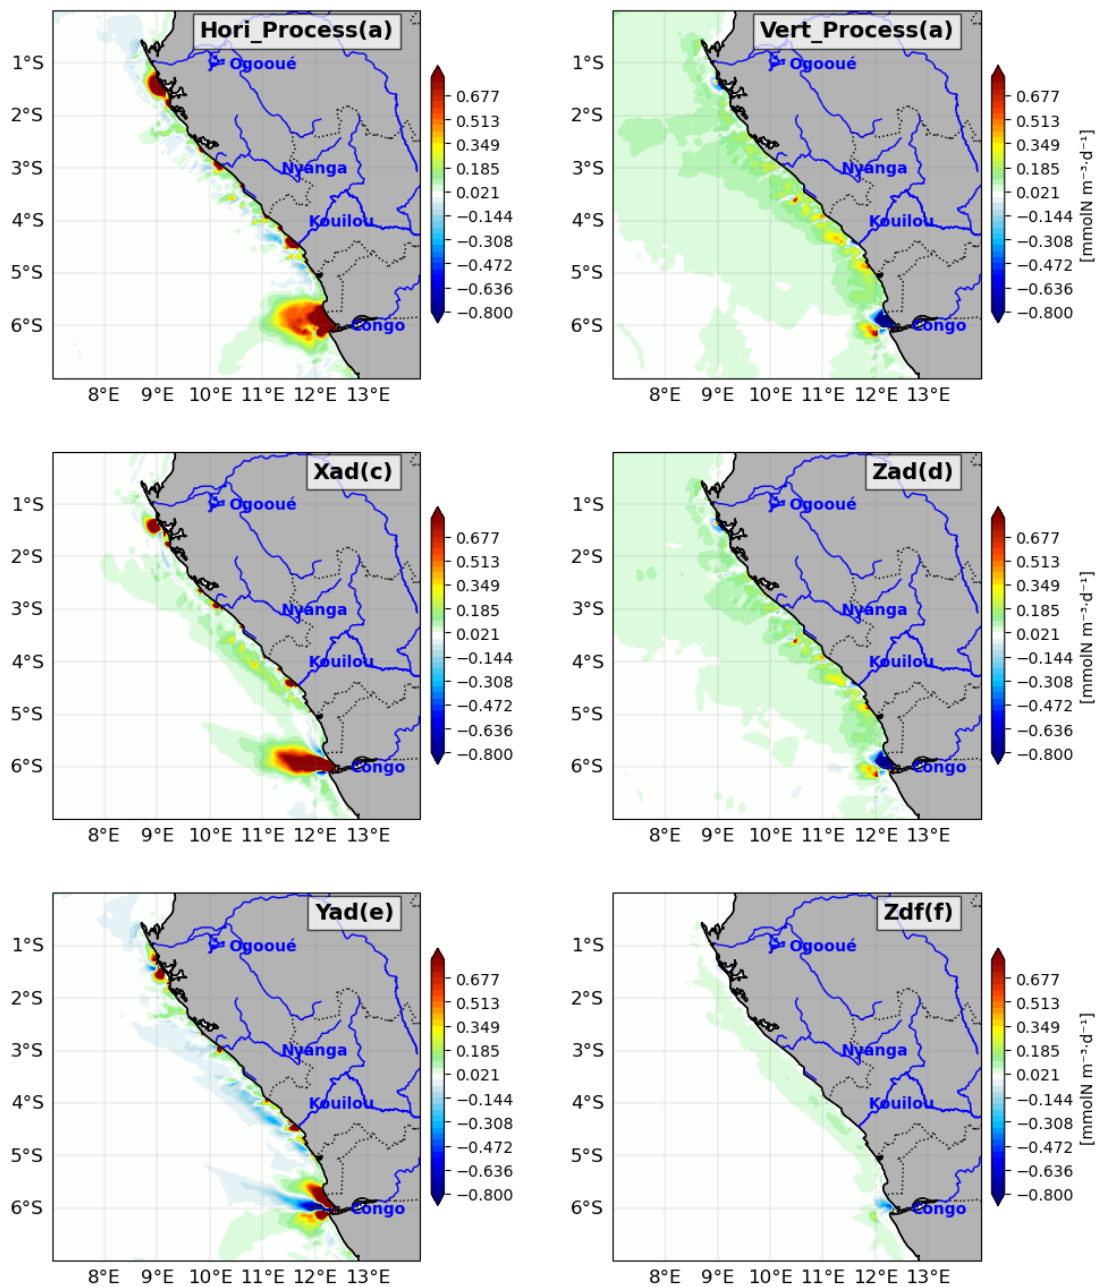 Hori_Process(a)
Ogooué
Nyanga
Kouilou
Congo
1°S
2°S
3°S
4°S
5°S
6°S
8°E 9°E 10°E 11°E 12°E 13°E
0.677
0.513
0.349
0.185
0.021
−0.144
−0.308
−0.472
−0.636
−0.800
Vert_Process(a)
Ogooué
Nyanga
Kouilou
Congo
1°S
2°S
3°S
4°S
5°S
6°S
8°E 9°E 10°E 11°E 12°E 13°E
0.677
0.513
0.349
0.185
0.021
−0.144
−0.308
−0.472
−0.636
−0.800
[mmolN m⁻³·d⁻¹]
Xad(c)
Ogooué
Nyanga
Kouilou
Congo
1°S
2°S
3°S
4°S
5°S
6°S
8°E 9°E 10°E 11°E 12°E 13°E
0.677
0.513
0.349
0.185
0.021
−0.144
−0.308
−0.472
−0.636
−0.800
Zad(d)
Ogooué
Nyanga
Kouilou
Congo
1°S
2°S
3°S
4°S
5°S
6°S
8°E 9°E 10°E 11°E 12°E 13°E
0.677
0.513
0.349
0.185
0.021
−0.144
−0.308
−0.472
−0.636
−0.800
[mmolN m⁻³·d⁻¹]
Yad(e)
Ogooué
Nyanga
Kouilou
Congo
1°S
2°S
3°S
4°S
5°S
6°S
8°E 9°E 10°E 11°E 12°E 13°E
0.677
0.513
0.349
0.185
0.021
−0.144
−0.308
−0.472
−0.636
−0.800
Zdf(f)
Ogooué
Nyanga
Kouilou
Congo
1°S
2°S
3°S
4°S
5°S
6°S
8°E 9°E 10°E 11°E 12°E 13°E
0.677
0.513
0.349
0.185
0.021
−0.144
−0.308
−0.472
−0.636
−0.800
[mmolN m⁻³·d⁻¹]